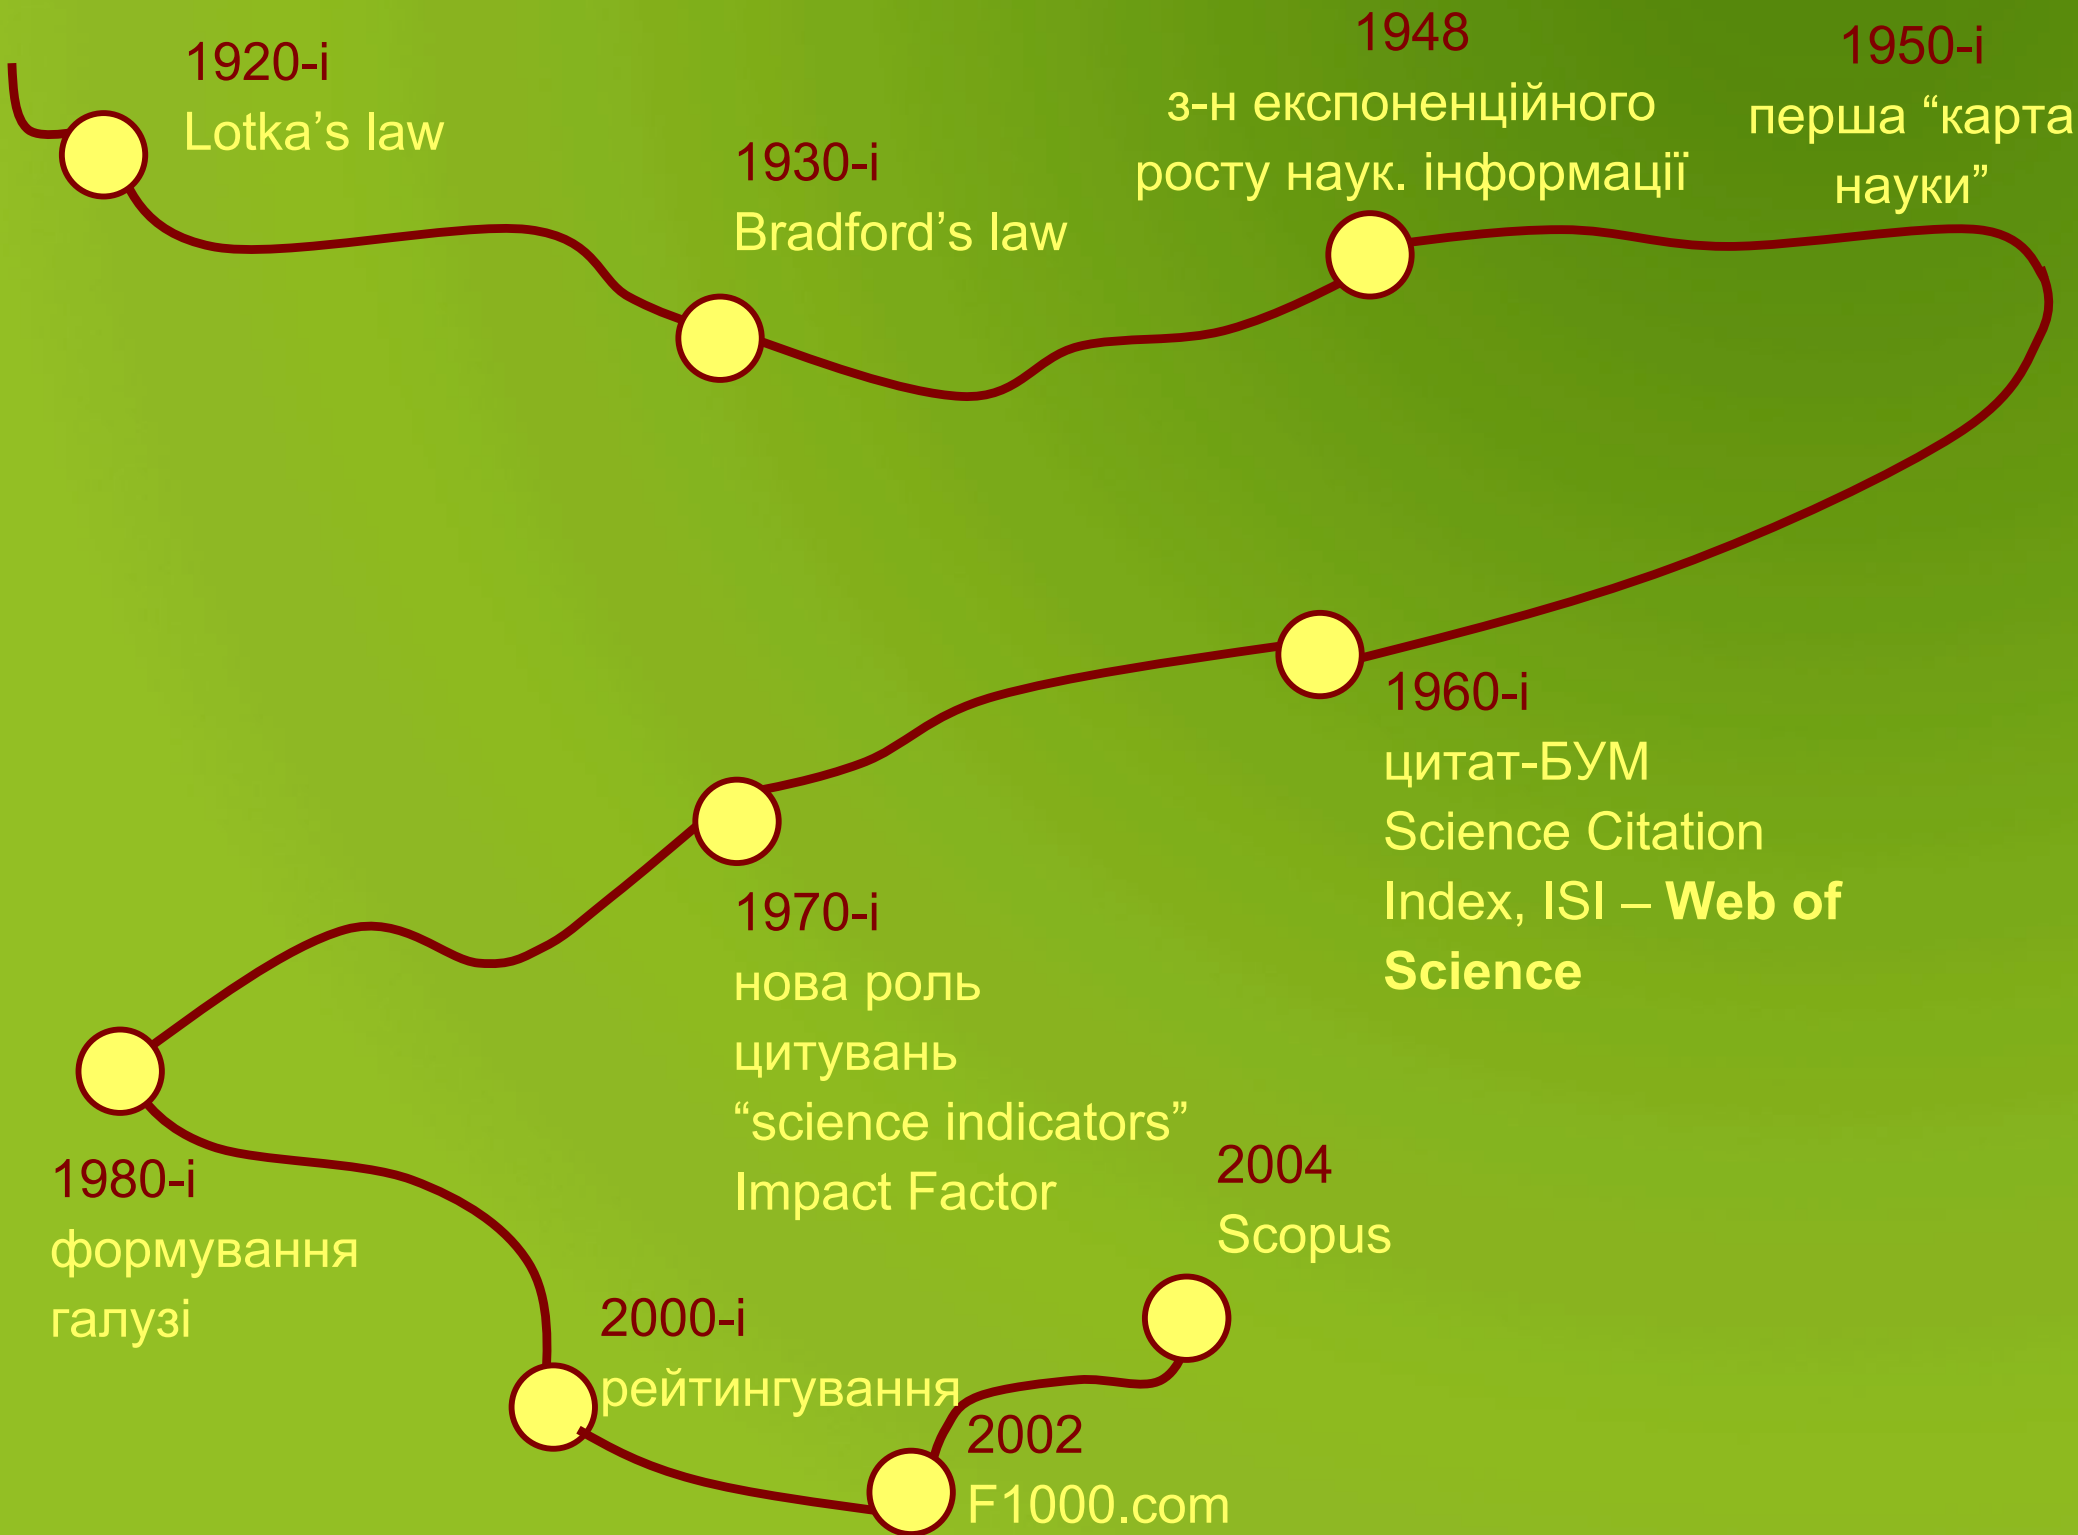 1920-і
Lotka’s law
1930-і
Bradford’s law
1948
з-н експоненційного
росту наук. інформації
1950-і
перша “карта
науки”
1960-і
цитат-БУМ
Science Citation
Index, ISI – Web of
Science
1970-і
нова роль
цитувань
“science indicators”
Impact Factor
1980-і
формування
галузі
2000-і
рейтингування
2002
F1000.com
2004
Scopus